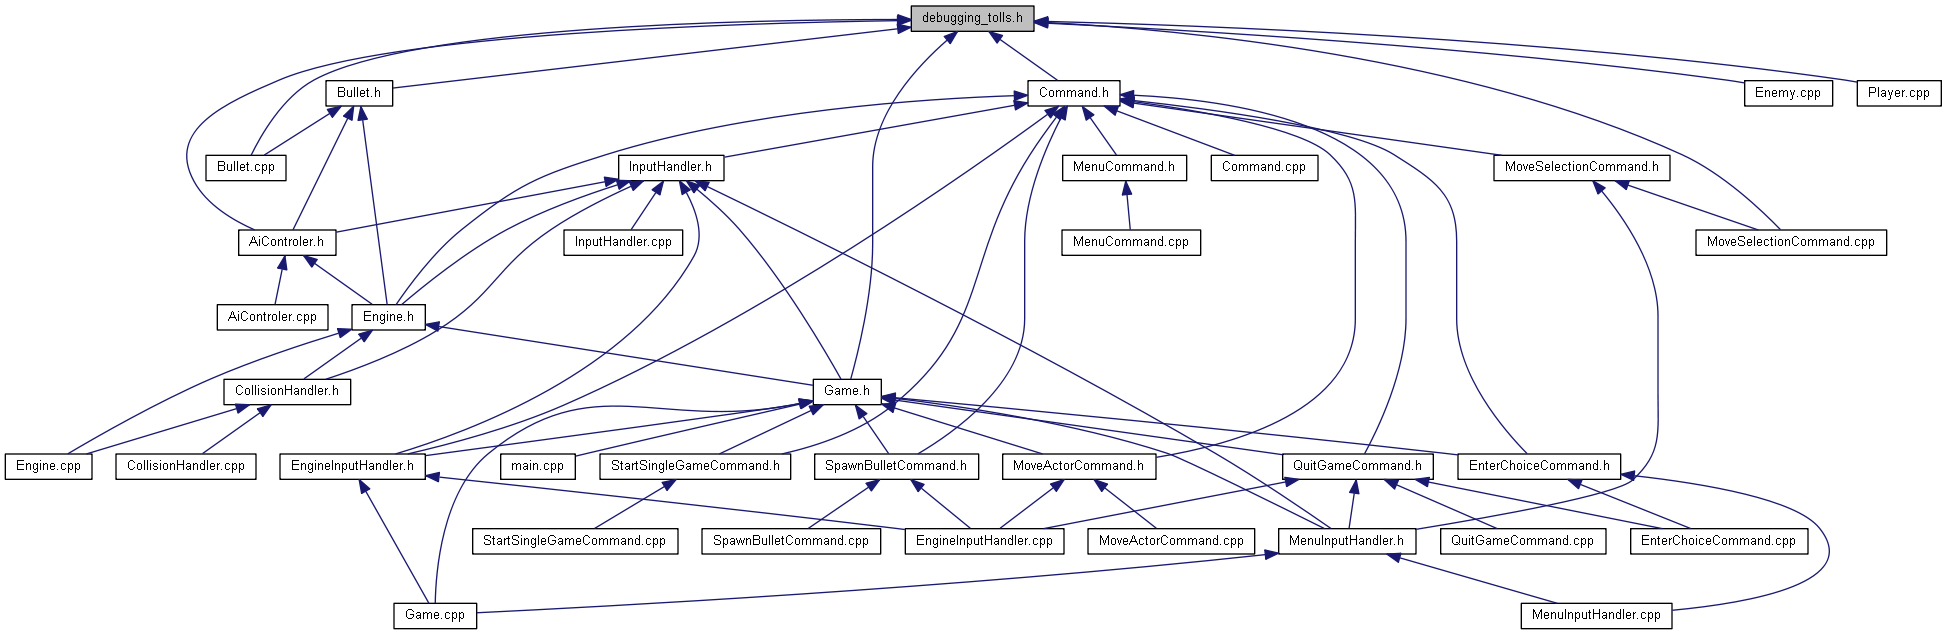 debugging_tolls.h
Bullet.h
Command.h
Enemy.cpp
Player.cpp
Bullet.cpp
InputHandler.h
MenuCommand.h
Command.cpp
MoveSelectionCommand.h
AiControler.h
InputHandler.cpp
MenuCommand.cpp
MoveSelectionCommand.cpp
AiControler.cpp
Engine.h
CollisionHandler.h
Game.h
Engine.cpp
CollisionHandler.cpp
EngineInputHandler.h
main.cpp
StartSingleGameCommand.h
SpawnBulletCommand.h
MoveActorCommand.h
QuitGameCommand.h
EnterChoiceCommand.h
StartSingleGameCommand.cpp
SpawnBulletCommand.cpp
EngineInputHandler.cpp
MoveActorCommand.cpp
MenuInputHandler.h
QuitGameCommand.cpp
EnterChoiceCommand.cpp
Game.cpp
MenuInputHandler.cpp